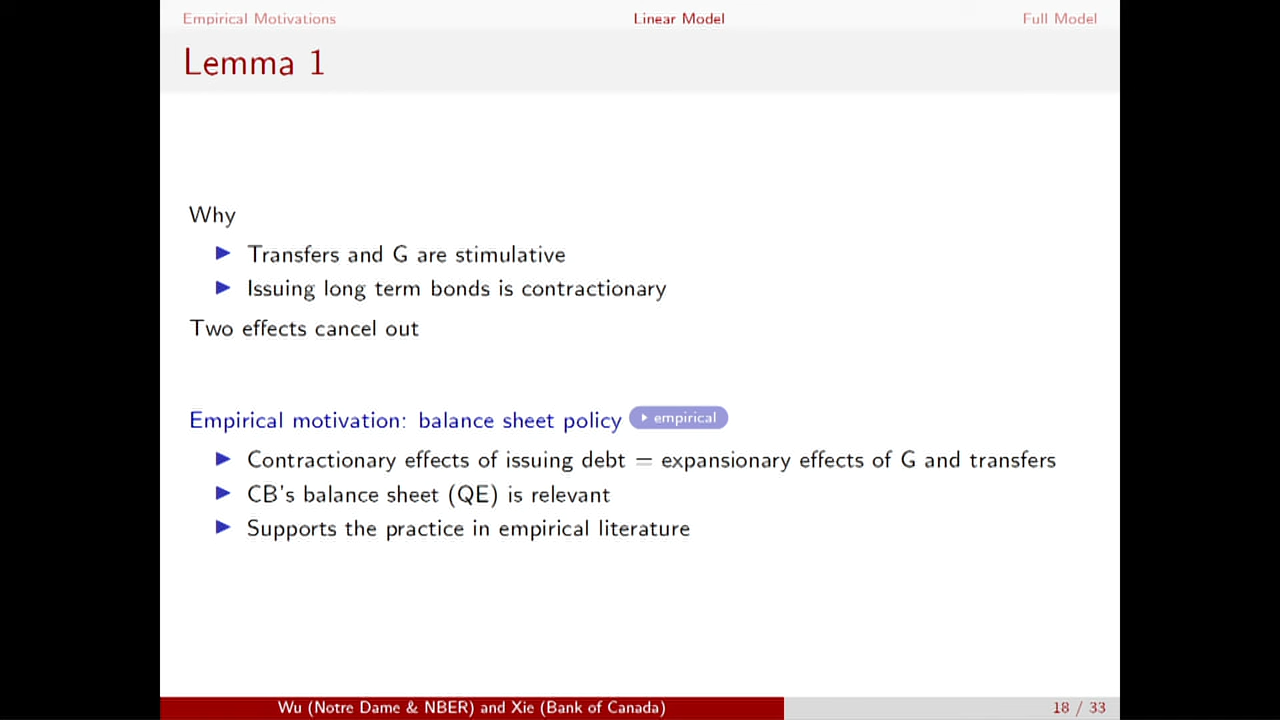 Empirical Motivations Linear Model Full Model
Lemma 1
Why
Transfers and G are stimulative
Issuing long term bonds is contractionary
Two effects cancel out
Empirical motivation: balance sheet policy empirical
Contractionary effects of issuing debt = expansionary effects of G and transfers
CB's balance sheet (QE) is relevant
Supports the practice in empirical literature
Wu (Notre Dame & NBER) and Xie (Bank of Canada) 18 / 33